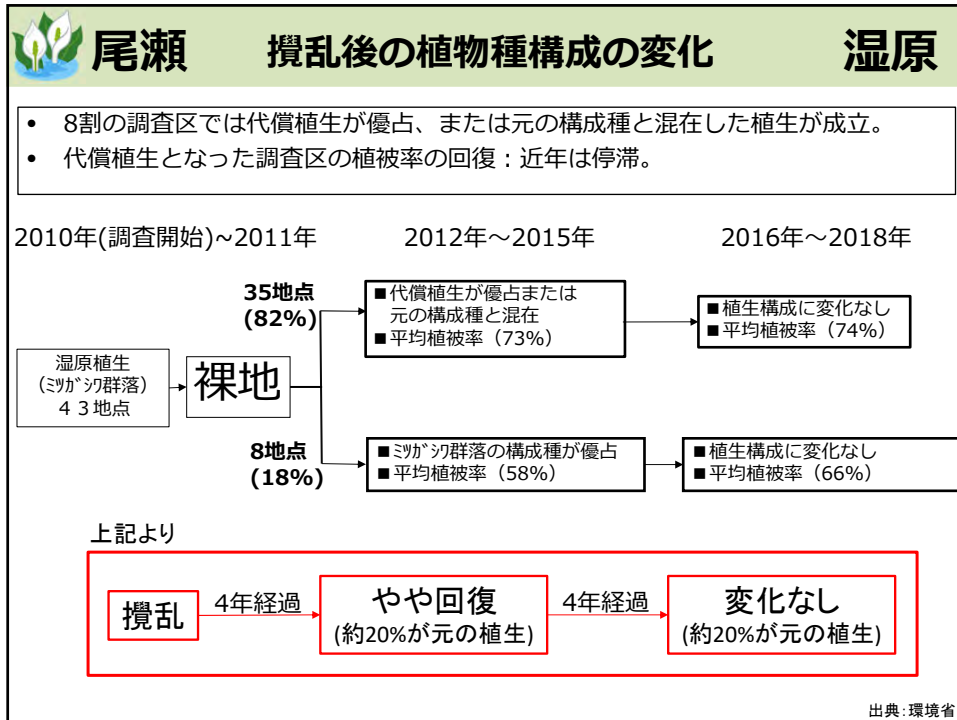 尾瀬 攪乱後の植物種構成の変化 湿原
• 8割の調査区では代償植生が優占、または元の構成種と混在した植生が成立。
• 代償植生となった調査区の植被率の回復：近年は停滞。
2010年(調査開始)~2011年 2012年～2015年 2016年～2018年
35地点
(82%)
■代償植生が優占または
元の構成種と混在
■平均植被率（73%）
■植生構成に変化なし
■平均植被率（74%）
湿原植生
(ﾐﾂｶﾞｼﾜ群落)
４３地点
裸地
8地点
(18%)
■ﾐﾂｶﾞｼﾜ群落の構成種が優占
■平均植被率（58%）
■植生構成に変化なし
■平均植被率（66%）
上記より
攪乱
4年経過
やや回復
(約20%が元の植生)
4年経過
変化なし
(約20%が元の植生)
出典：環境省